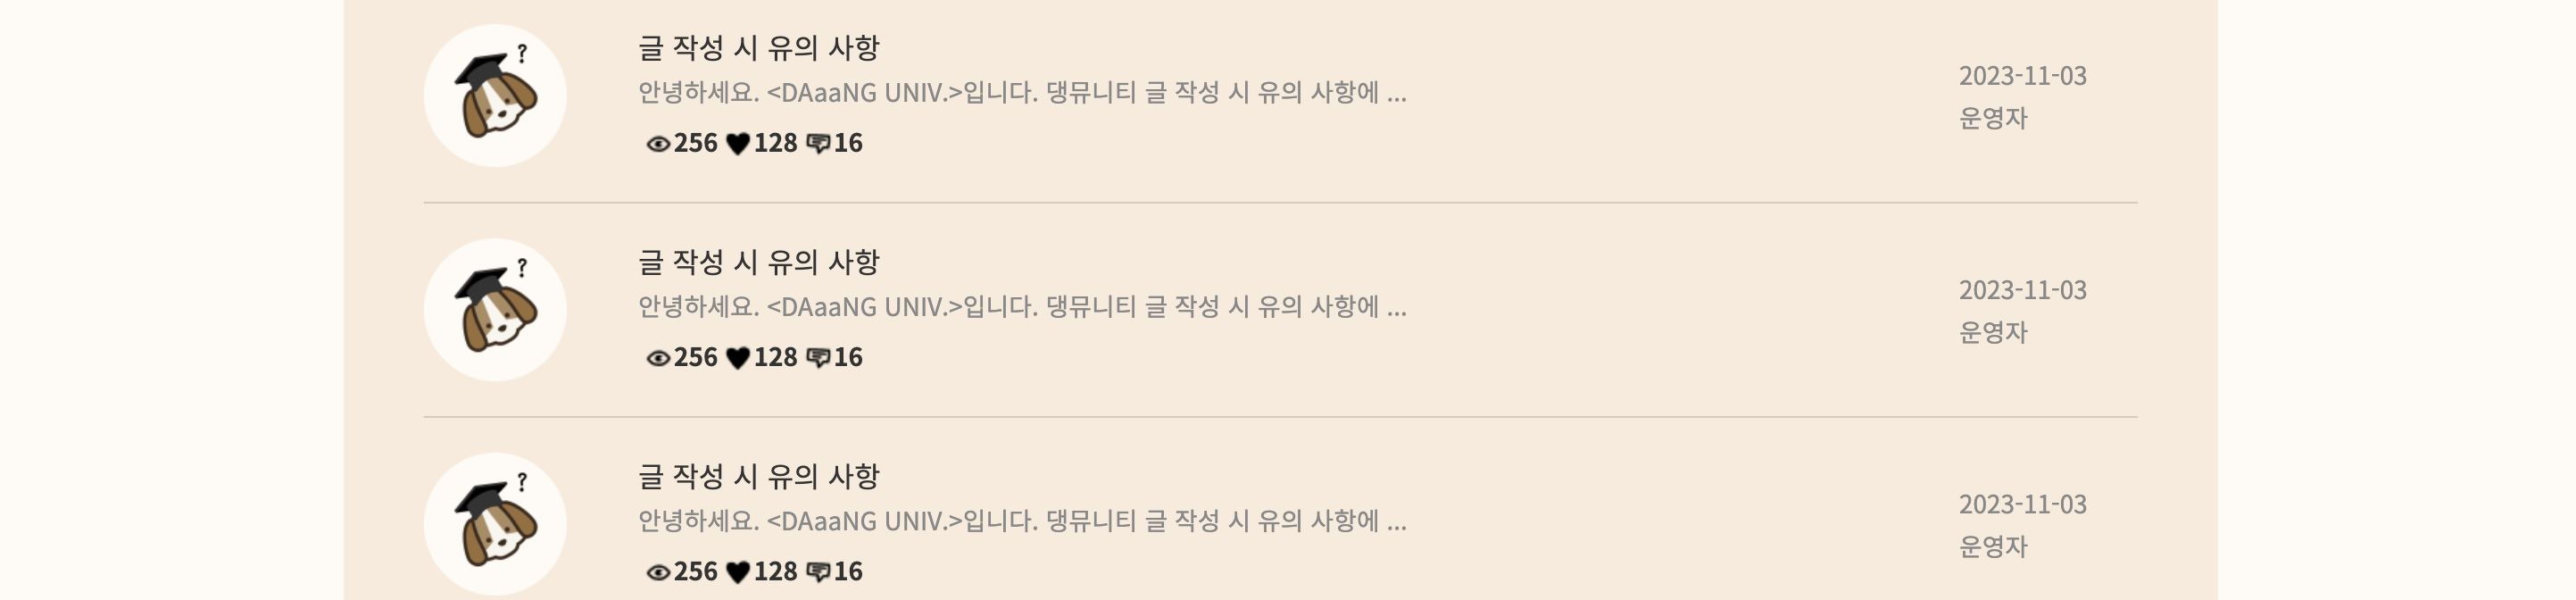 글 작성 시 유의 사항
안녕하세요. <DAaaNG UNIV.>입니다. 댕뮤니티 글 작성 시 유의 사항에 ...
256 128 16
2023-11-03
운영자
글 작성 시 유의 사항
안녕하세요. <DAaaNG UNIV.>입니다. 댕뮤니티 글 작성 시 유의 사항에 ...
256 128 16
2023-11-03
운영자
글 작성 시 유의 사항
안녕하세요. <DAaaNG UNIV.>입니다. 댕뮤니티 글 작성 시 유의 사항에 ...
256 128 16
2023-11-03
운영자